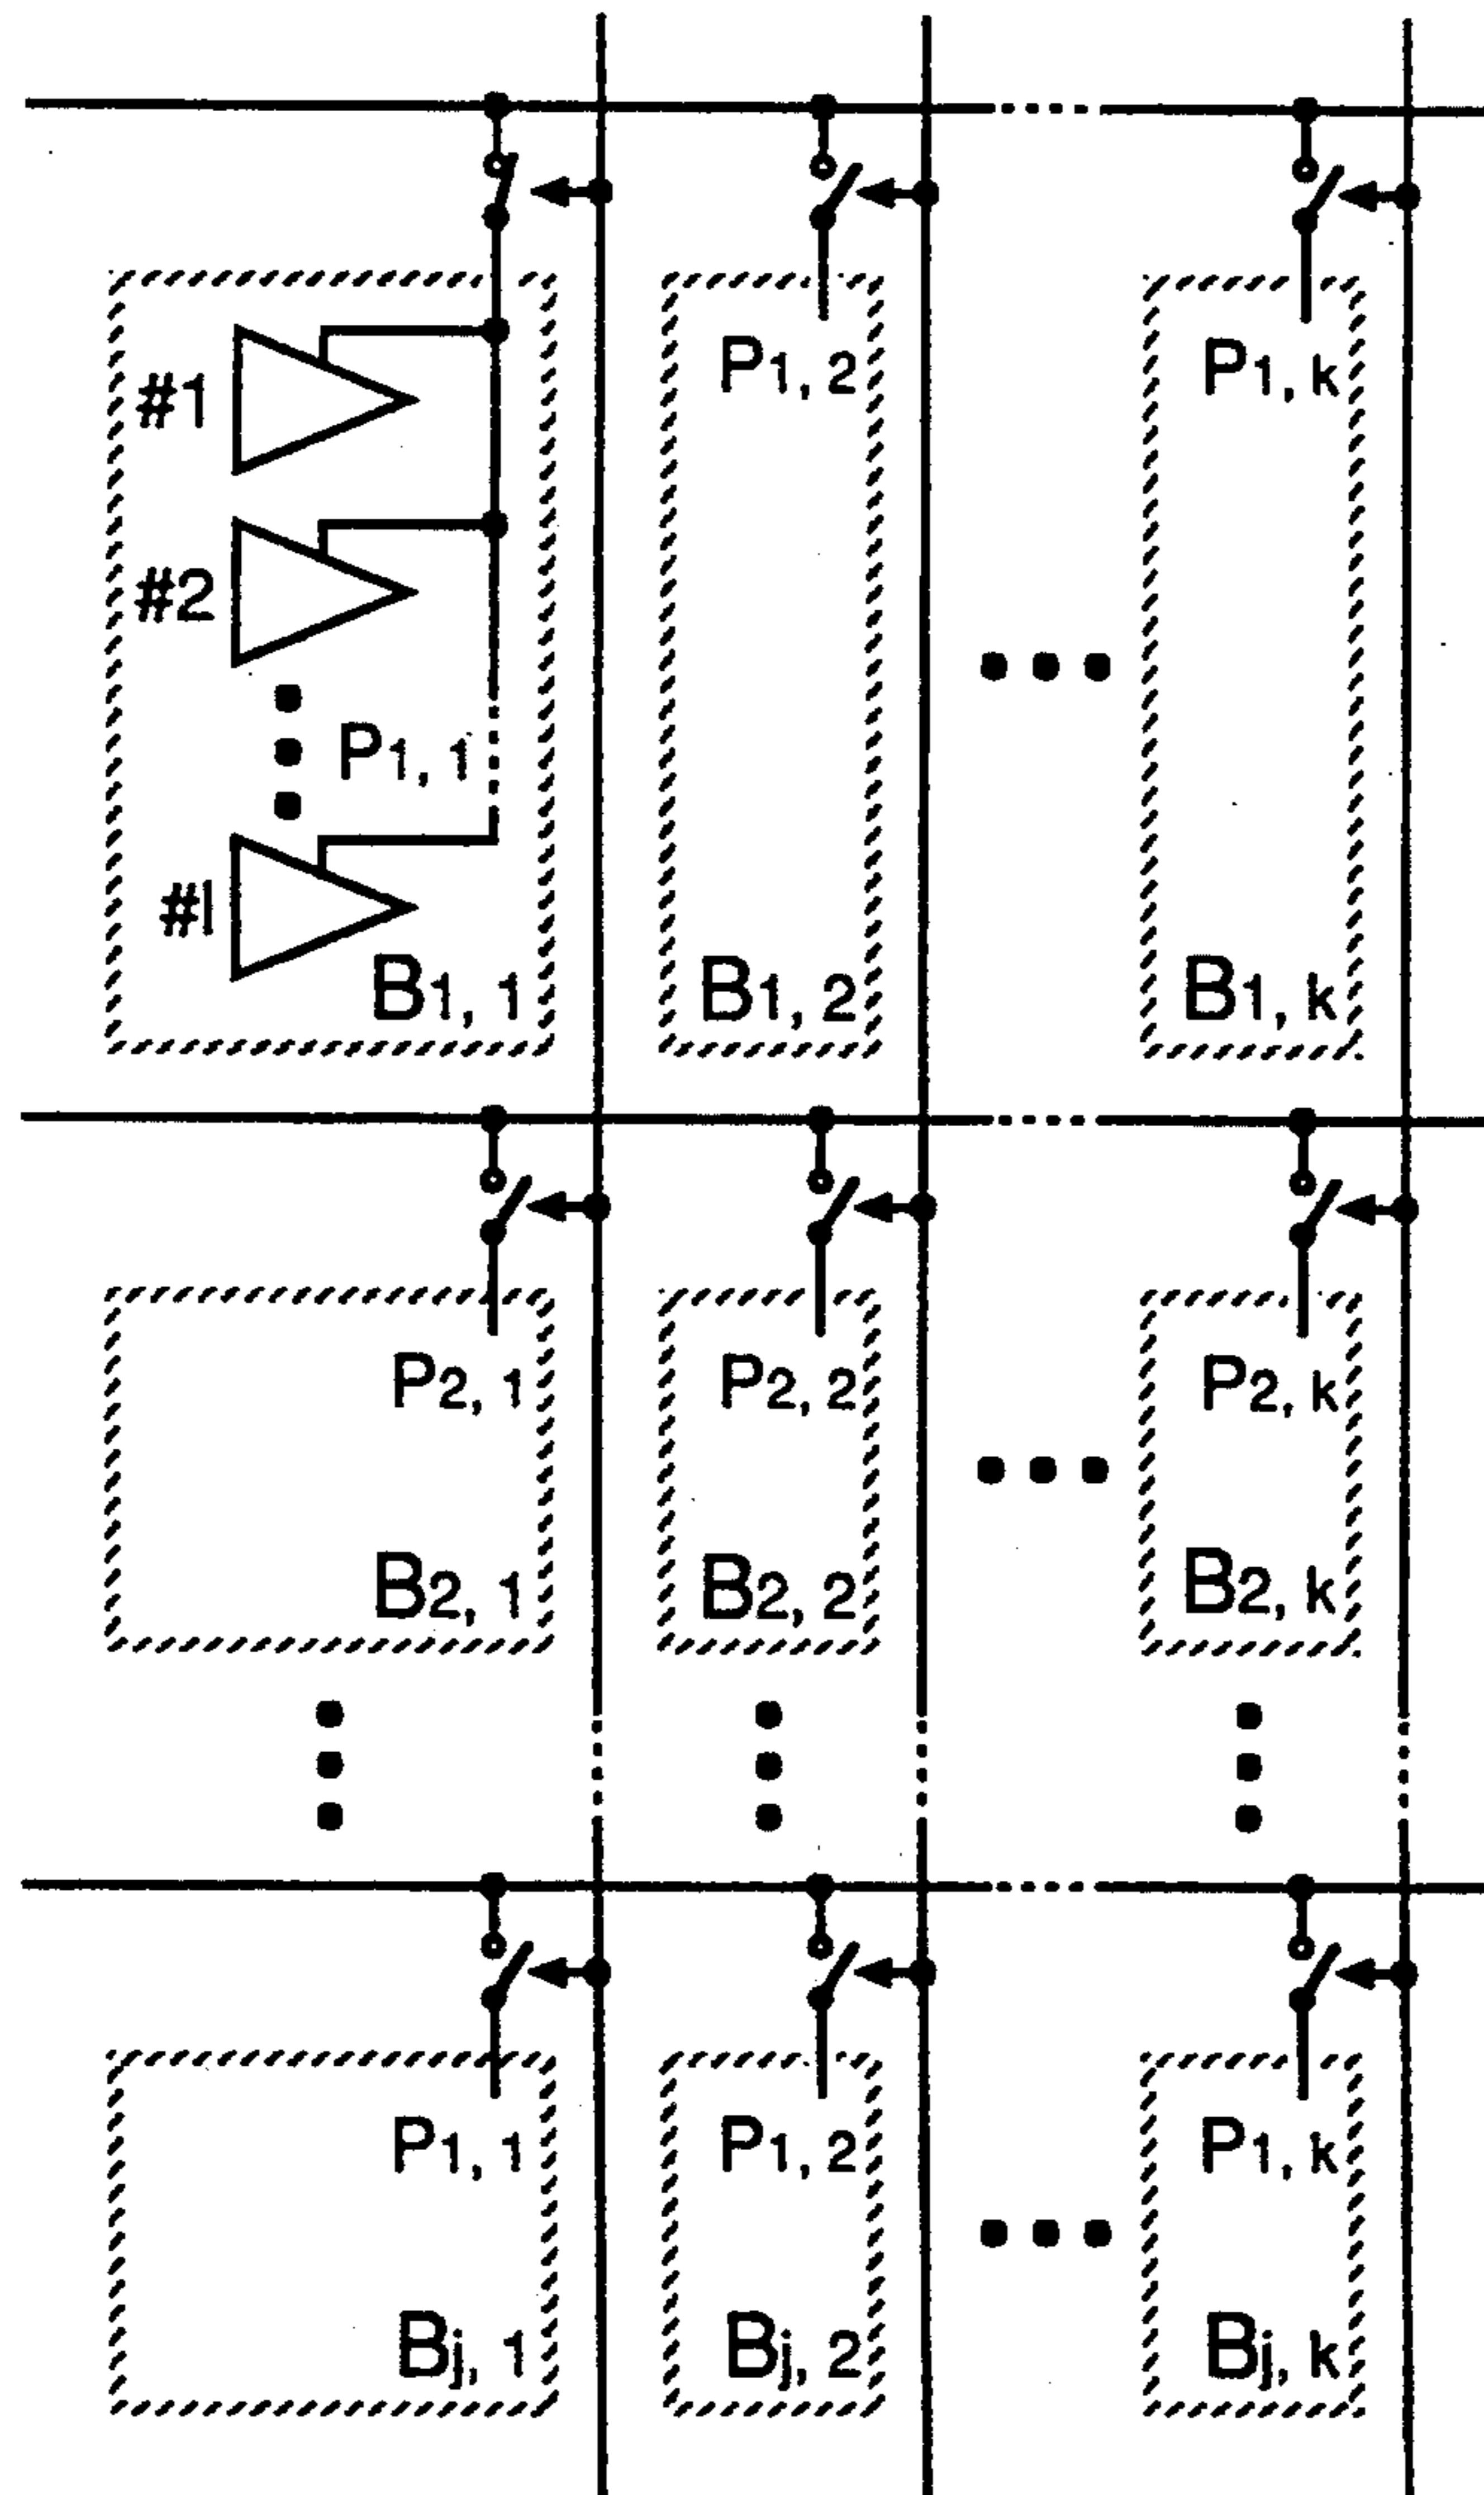 P1, 2
P1, k
#1
#2
P1, 1
#l
B1, 1
B1, 2
B1, k
P2, 1
P2, 2
P2, k
B2, 1
B2, 2
B2, k
P1, 1
P1, 2
P1, k
Bj, 1
Bj, 2
Bj, k